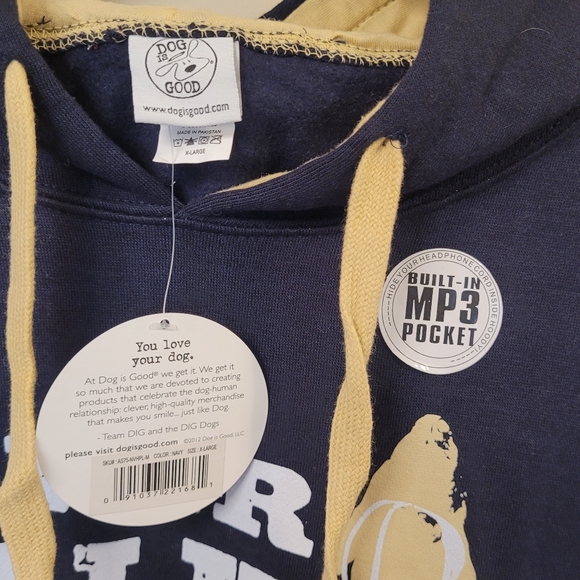 DOG
IS
GOOD
www.dogisgood.com
MADE IN PAKISTAN
X-LARGE
HIDE YOUR HEADPHONE CORD INSIDE HOODY!
BUILT-IN
MP3
POCKET
You love
your dog.
At Dog is Good® we get it. We get it
so much that we are devoted to creating
products that celebrate the dog-human
relationship: clever, high-quality merchandise
that makes you smile... just like Dog.
- Team DIG and the DIG Dogs
©2012 Dog is Good LLC
please visit dogisgood.com
COLOR: NAVY SIZE: X-LARGE
0 91037 22168 1